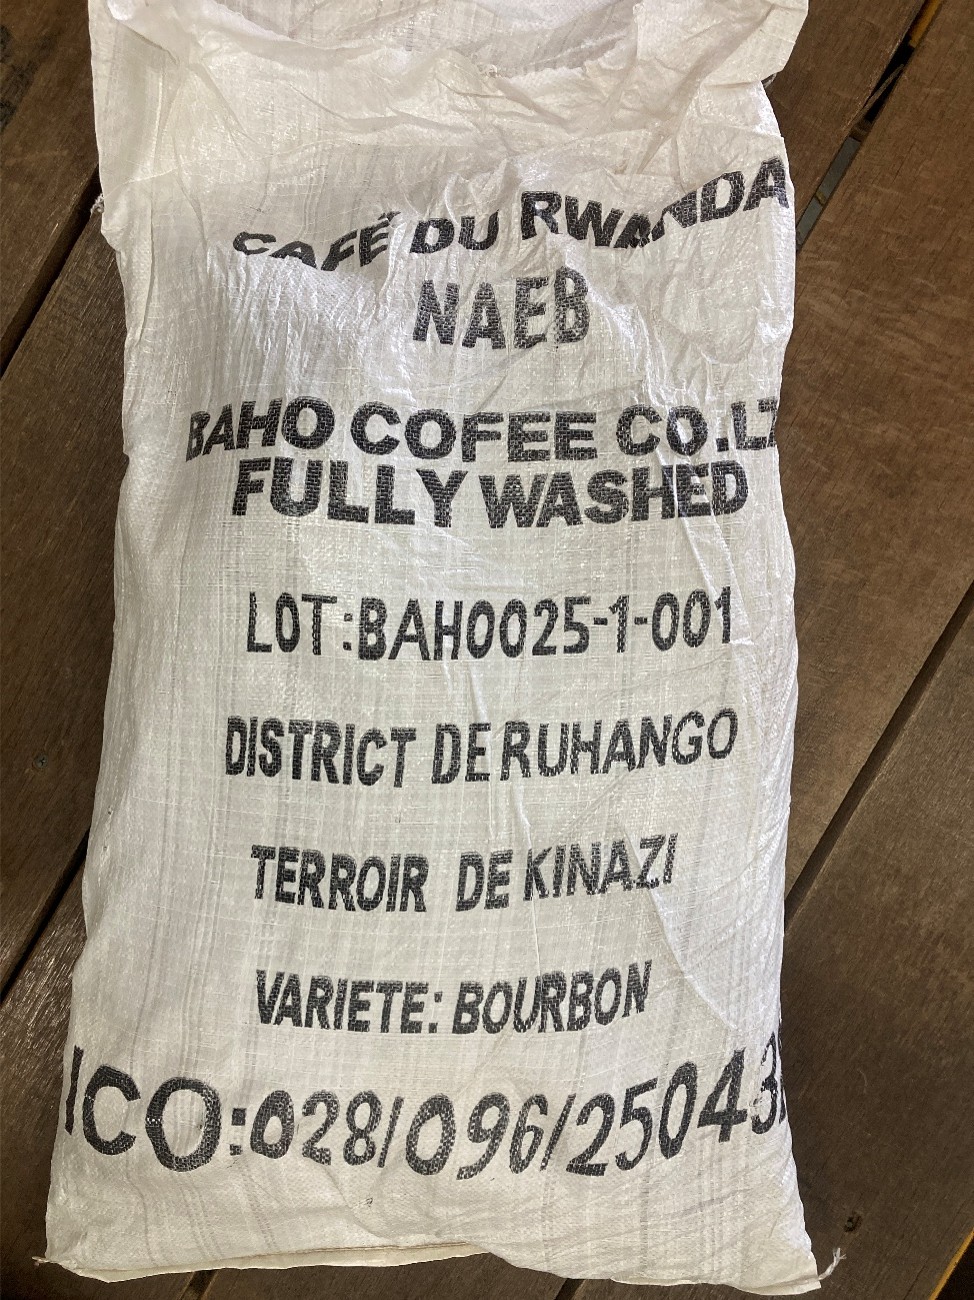 CAFÉ DU RWANDA
NAEB
BAHO COFEE CO.LT
FULLY WASHED
LOT:BAHO025-1-001
DISTRICT DE RUHANGO
TERROIR DE KINAZI
VARIETE: BOURBON
ICO:028/096/25043